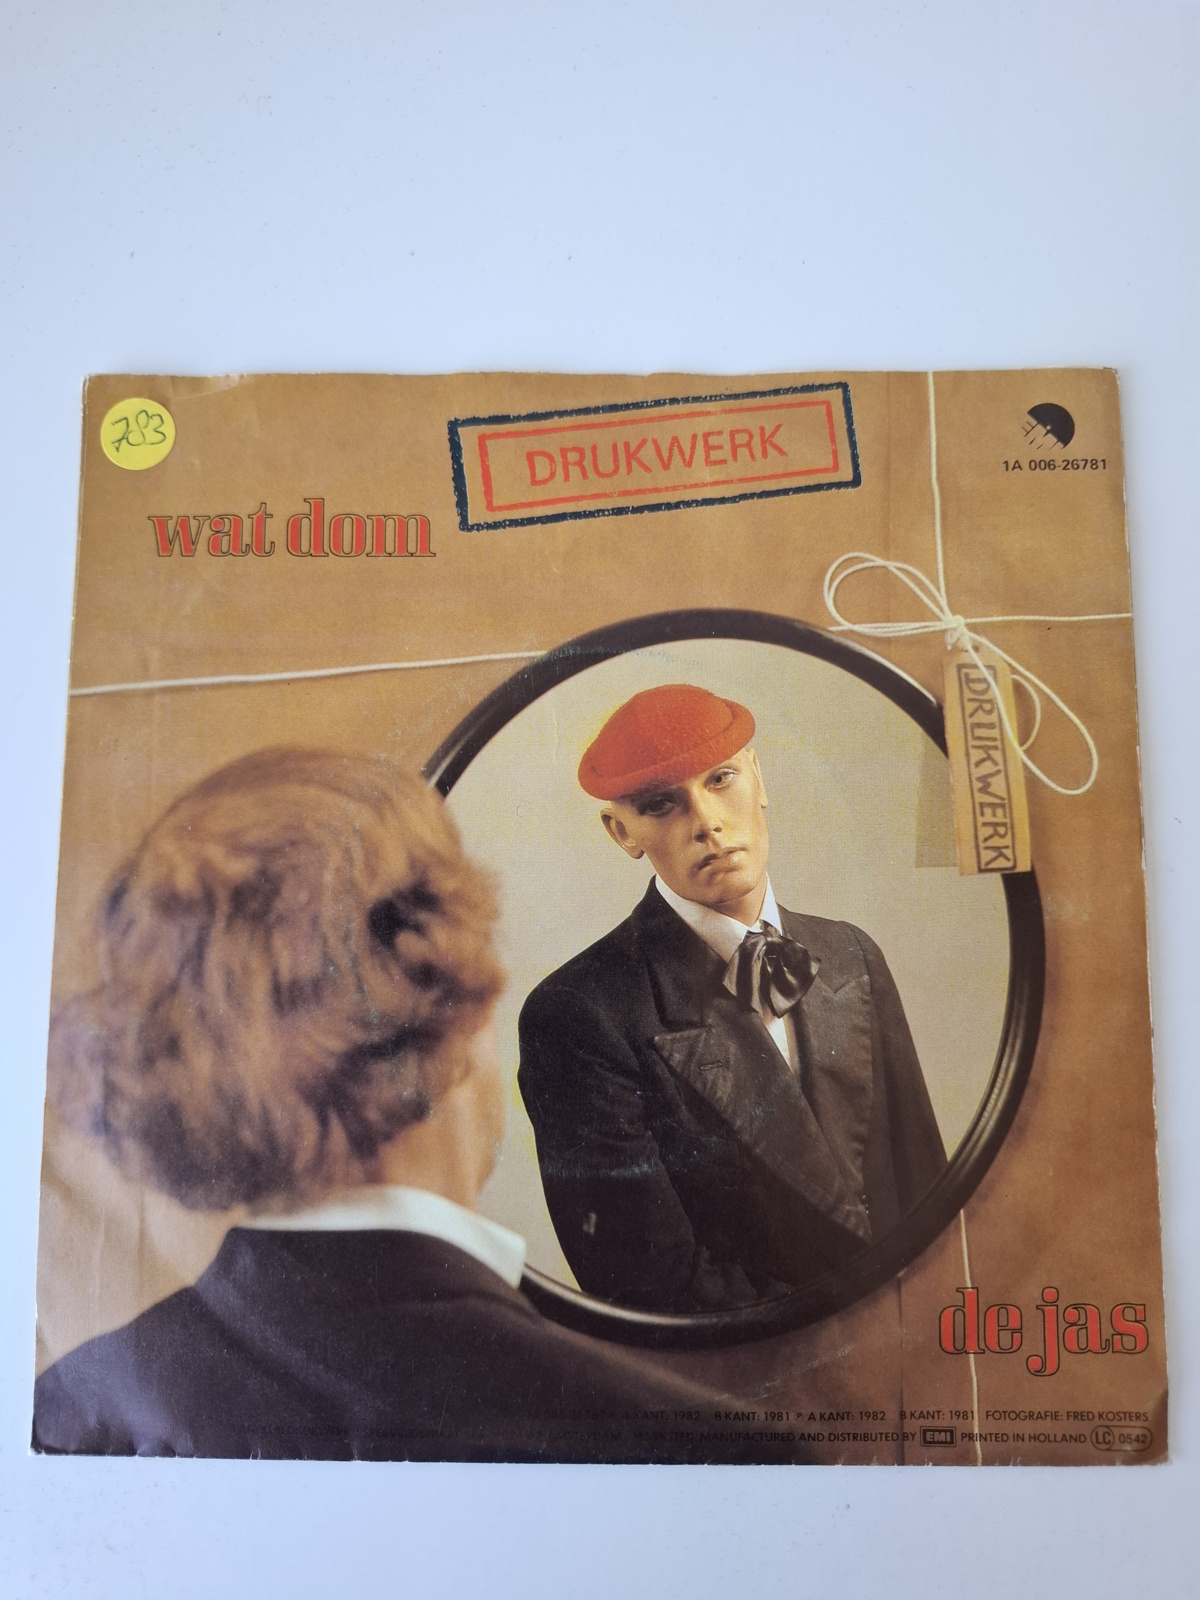 783
DRUKWERK
1A 006-26781
wat dom
DRUKWERK
de jas
A KANT: 1982 B KANT: 1981 ℗ A KANT: 1982 B KANT: 1981 FOTOGRAFIE: FRED KOSTERS
MANUFACTURED AND DISTRIBUTED BY EMI PRINTED IN HOLLAND LC 0542